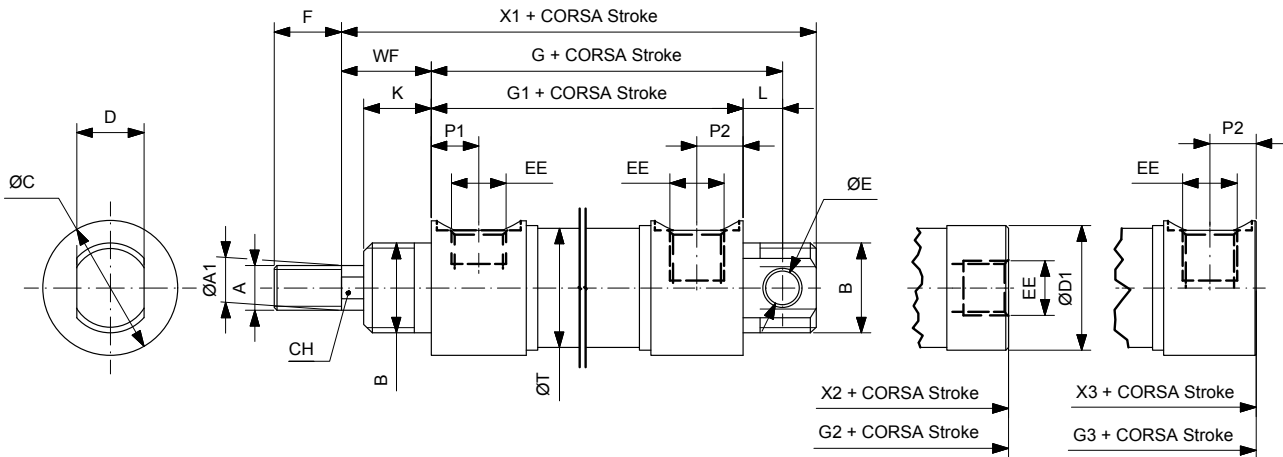 F
X1 + CORSA Stroke
WF
G + CORSA Stroke
K
G1 + CORSA Stroke
L
D
P1
P2
P2
EE
EE
ØE
EE
ØC
ØA1
A
B
EE
ØD1
CH
B
ØT
X2 + CORSA Stroke
X3 + CORSA Stroke
G2 + CORSA Stroke
G3 + CORSA Stroke